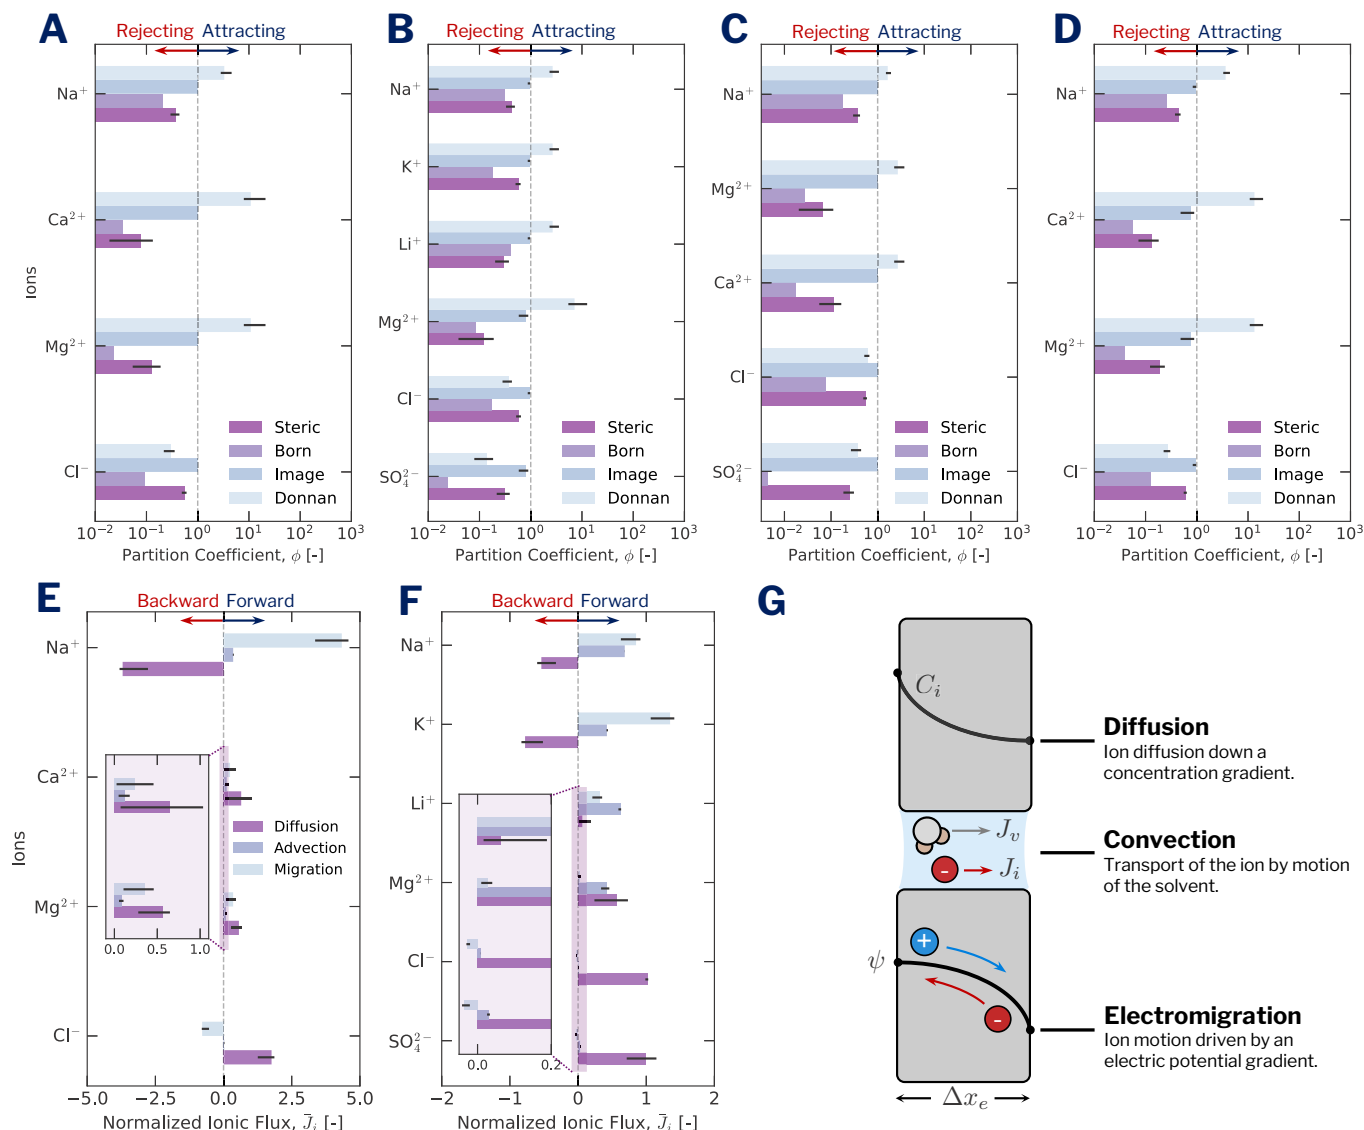 A
Rejecting Attracting
Na⁺
Ca²⁺
Mg²⁺
Cl⁻
Ions
Steric
Born
Image
Donnan
10⁻² 10⁻¹ 10⁰ 10¹ 10² 10³
Partition Coefficient, ϕ [-]
B
Rejecting Attracting
Na⁺
K⁺
Li⁺
Mg²⁺
Cl⁻
SO₄²⁻
Steric
Born
Image
Donnan
10⁻² 10⁻¹ 10⁰ 10¹ 10² 10³
Partition Coefficient, ϕ [-]
C
Rejecting Attracting
Na⁺
Mg²⁺
Ca²⁺
Cl⁻
SO₄²⁻
Steric
Born
Image
Donnan
10⁻² 10⁻¹ 10⁰ 10¹ 10² 10³
Partition Coefficient, ϕ [-]
D
Rejecting Attracting
Na⁺
Ca²⁺
Mg²⁺
Cl⁻
Steric
Born
Image
Donnan
10⁻² 10⁻¹ 10⁰ 10¹ 10² 10³
Partition Coefficient, ϕ [-]
E
Backward Forward
Na⁺
Ca²⁺
Mg²⁺
Cl⁻
Ions
0.0 0.5 1.0
Diffusion
Advection
Migration
-5.0 -2.5 0.0 2.5 5.0
Normalized Ionic Flux, J̄ᵢ [-]
F
Backward Forward
Na⁺
K⁺
Li⁺
Mg²⁺
Cl⁻
SO₄²⁻
0.0 0.2
−2 −1 0 1 2
Normalized Ionic Flux, J̄ᵢ [-]
G
Cᵢ
Diffusion
Ion diffusion down a
concentration gradient.
Jᵥ
- Jᵢ
Convection
Transport of the ion by motion
of the solvent.
+
ψ
-
Electromigration
Ion motion driven by an
electric potential gradient.
Δxₑ